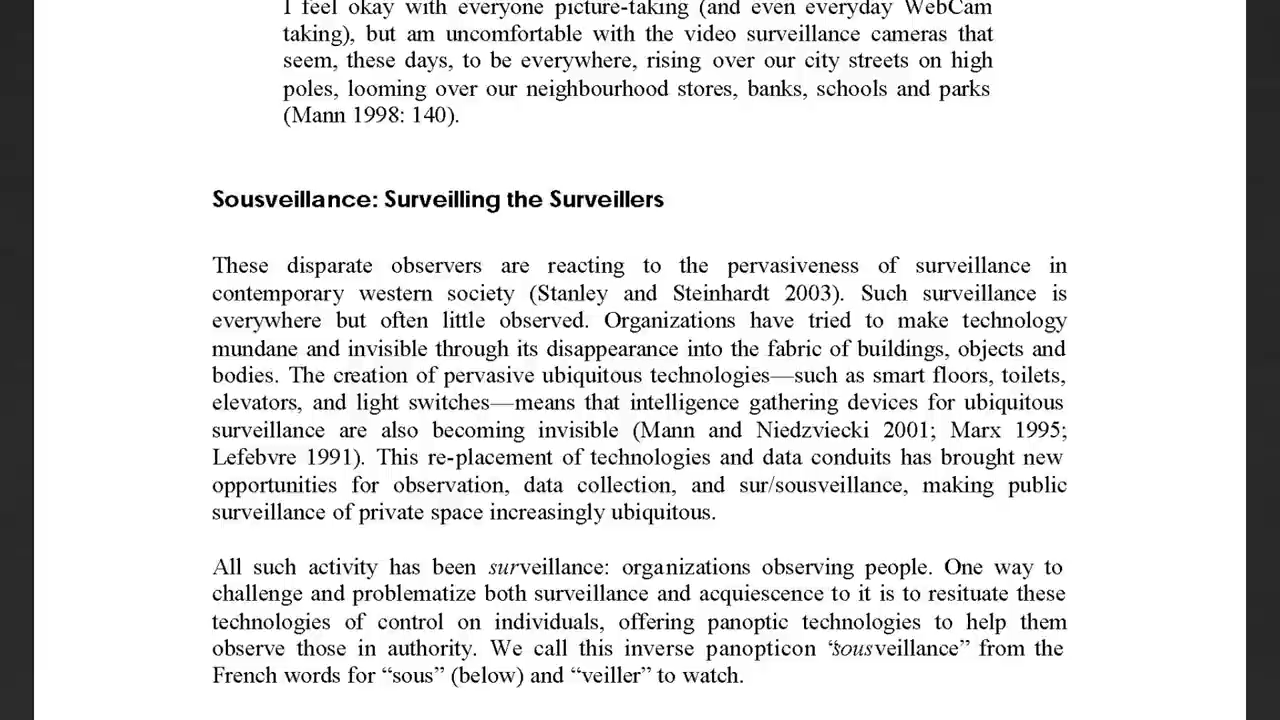 I feel okay with everyone picture-taking (and even everyday WebCam
taking), but am uncomfortable with the video surveillance cameras that
seem, these days, to be everywhere, rising over our city streets on high
poles, looming over our neighbourhood stores, banks, schools and parks
(Mann 1998: 140).
Sousveillance: Surveilling the Surveillers
These disparate observers are reacting to the pervasiveness of surveillance in
contemporary western society (Stanley and Steinhardt 2003). Such surveillance is
everywhere but often little observed. Organizations have tried to make technology
mundane and invisible through its disappearance into the fabric of buildings, objects and
bodies. The creation of pervasive ubiquitous technologies—such as smart floors, toilets,
elevators, and light switches—means that intelligence gathering devices for ubiquitous
surveillance are also becoming invisible (Mann and Niedzviecki 2001; Marx 1995;
Lefebvre 1991). This re-placement of technologies and data conduits has brought new
opportunities for observation, data collection, and sur/sousveillance, making public
surveillance of private space increasingly ubiquitous.
All such activity has been surveillance: organizations observing people. One way to
challenge and problematize both surveillance and acquiescence to it is to resituate these
technologies of control on individuals, offering panoptic technologies to help them
observe those in authority. We call this inverse panopticon “sousveillance” from the
French words for “sous” (below) and “veiller” to watch.